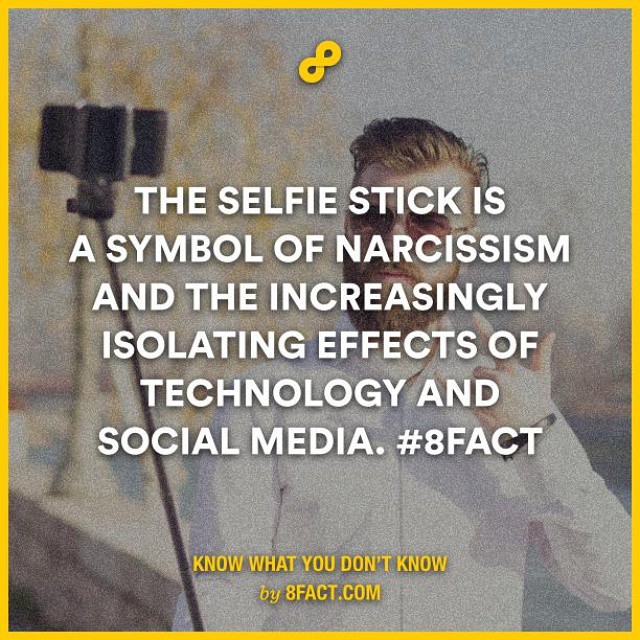 THE SELFIE STICK IS
A SYMBOL OF NARCISSISM
AND THE INCREASINGLY
ISOLATING EFFECTS OF
TECHNOLOGY AND
SOCIAL MEDIA. #8FACT
KNOW WHAT YOU DON'T KNOW
by 8FACT.COM